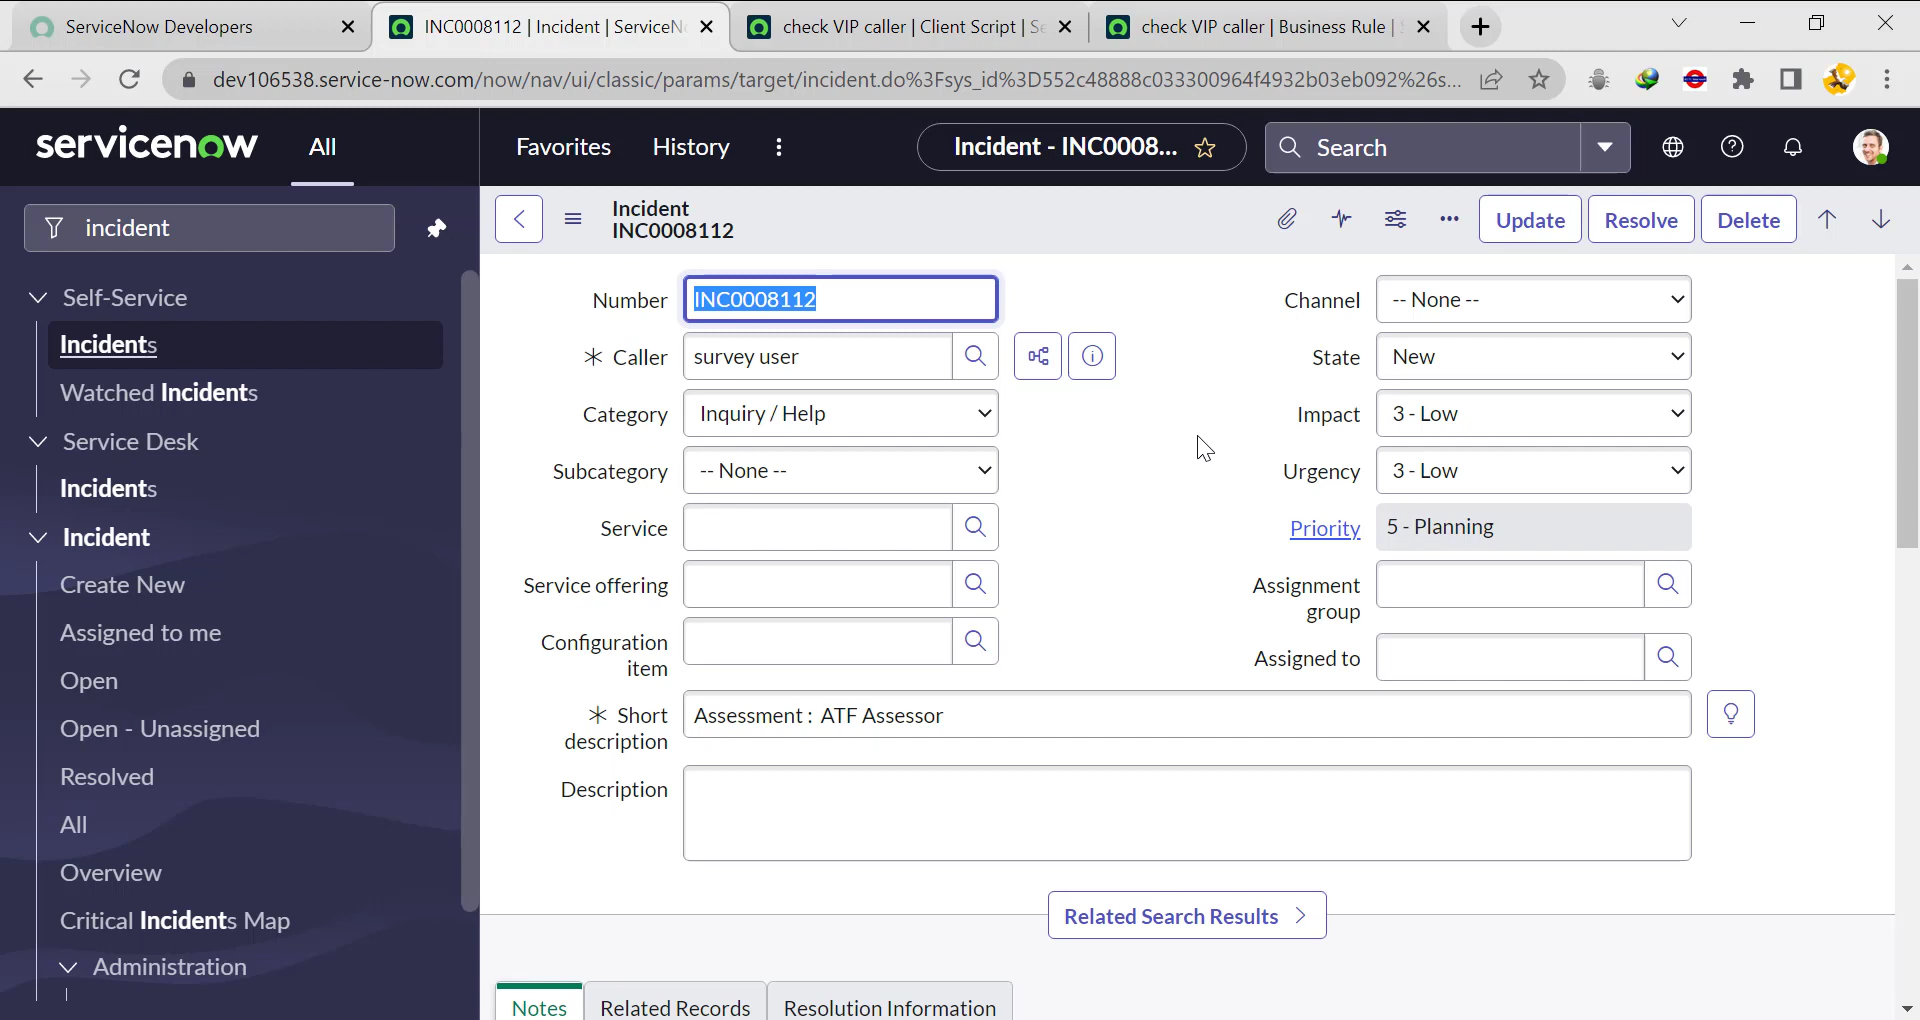 ServiceNow Developers
INC0008112 | Incident | ServiceN
check VIP caller | Client Script | Se
check VIP caller | Business Rule |
dev106538.service-now.com/now/nav/ui/classic/params/target/incident.do%3Fsys_id%3D552c48888c033300964f4932b03eb092%26s...
servicenow
All
Favorites
History
Incident - INC0008...
Search
incident
Self-Service
Incidents
Watched Incidents
Service Desk
Incidents
Incident
Create New
Assigned to me
Open
Open - Unassigned
Resolved
All
Overview
Critical Incidents Map
Administration
Incident
INC0008112
Update
Resolve
Delete
Number
INC0008112
Caller
survey user
Category
Inquiry / Help
Subcategory
-- None --
Service
Service offering
Configuration
item
Channel
-- None --
State
New
Impact
3 - Low
Urgency
3 - Low
Priority
5 - Planning
Assignment
group
Assigned to
Short
description
Assessment : ATF Assessor
Description
Related Search Results
Notes
Related Records
Resolution Information